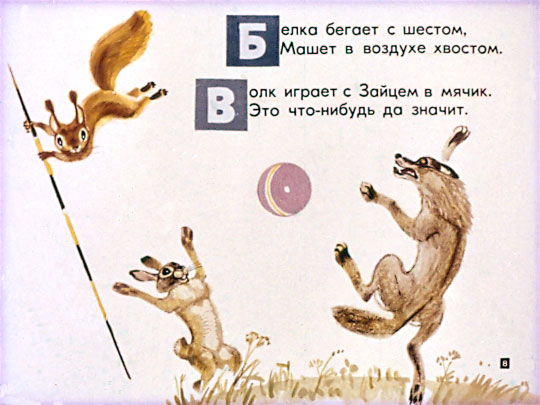 Белка бегает с шестом,
Машет в воздухе хвостом.
Волк играет с Зайцем в мячик.
Это что-нибудь да значит.
8